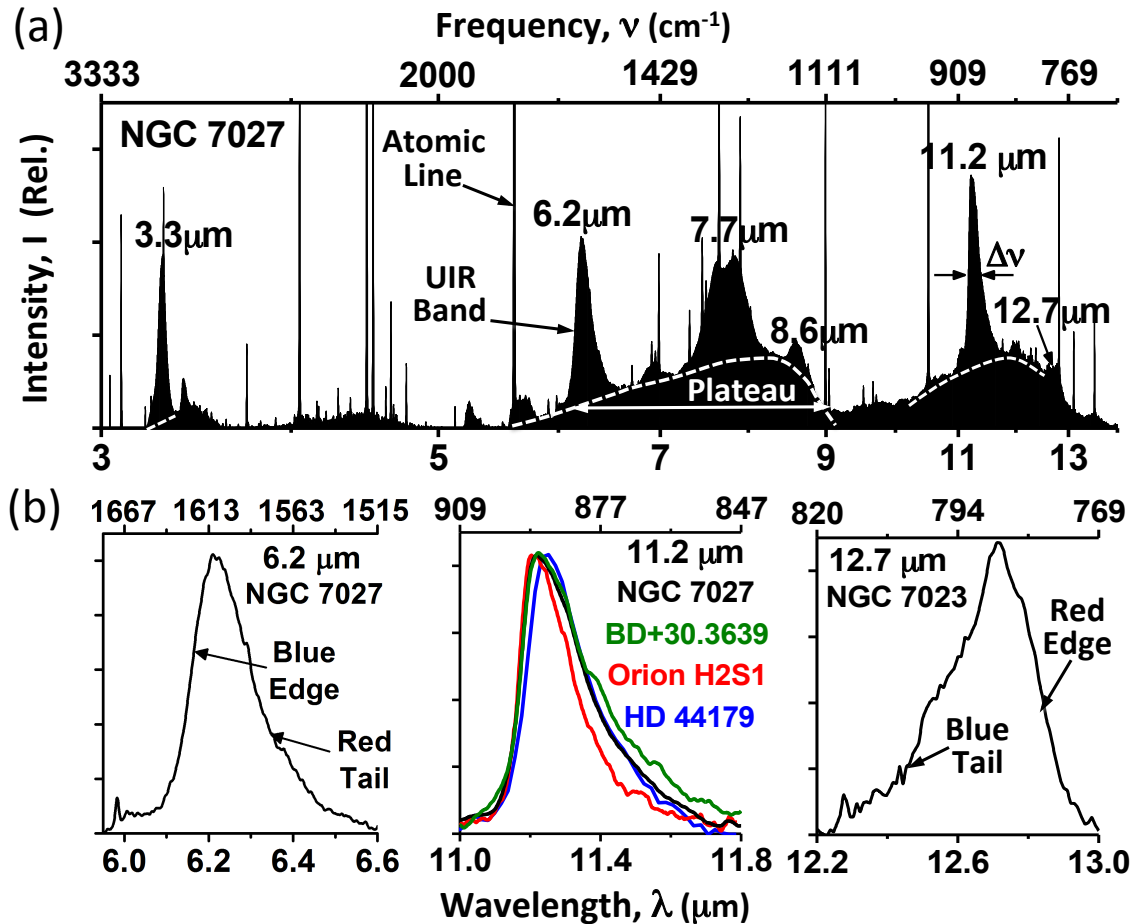 (a)
Frequency, ν (cm⁻¹)
3333 2000 1429 1111 909 769
NGC 7027
Atomic
Line
3.3μm
6.2μm
7.7μm
11.2 μm
Δν
UIR
Band
8.6μm
12.7μm
Plateau
Intensity, I (Rel.)
3 5 7 9 11 13
(b)
1667 1613 1563 1515
6.2 μm
NGC 7027
Blue
Edge
Red
Tail
6.0 6.2 6.4 6.6
909 877 847
11.2 μm
NGC 7027
BD+30.3639
Orion H2S1
HD 44179
11.0 11.4 11.8
820 794 769
12.7 μm
NGC 7023
Red
Edge
Blue
Tail
12.2 12.6 13.0
Wavelength, λ (μm)